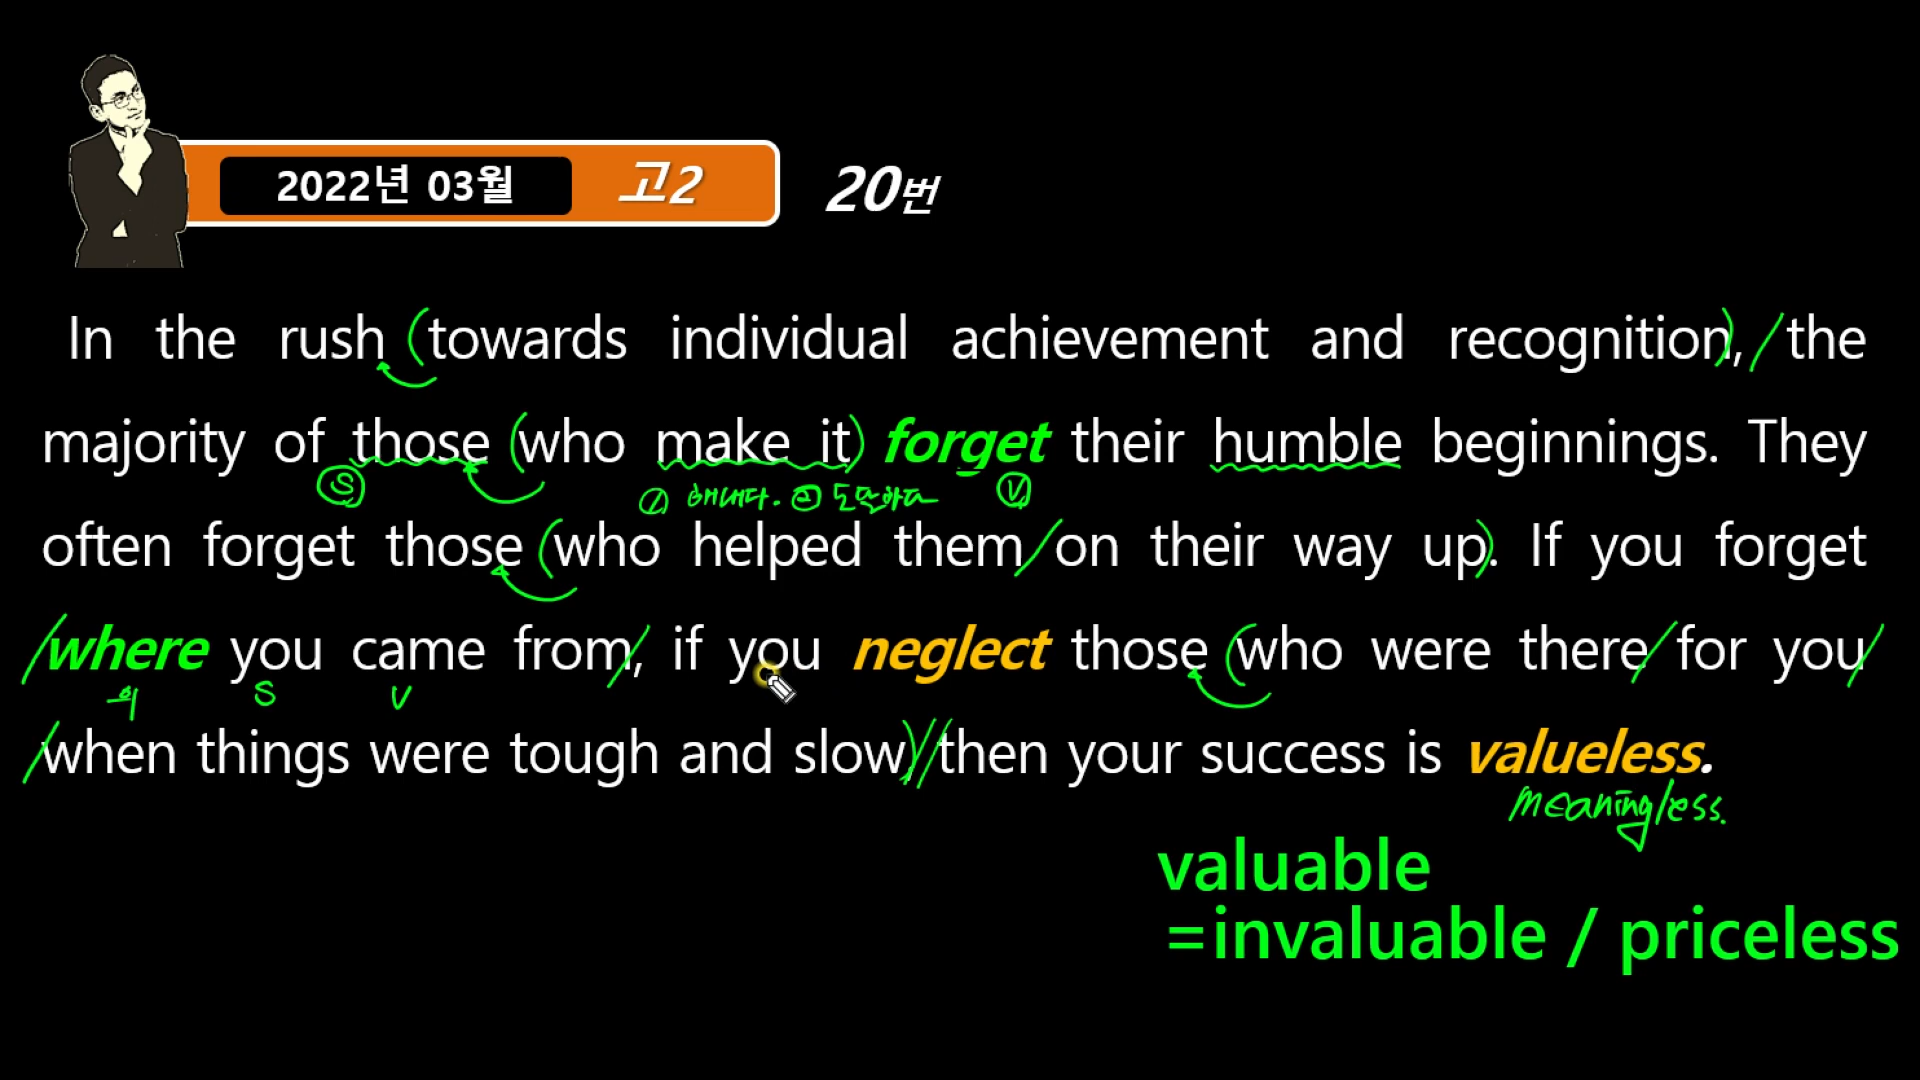 2022년 03월 고2 20번
In the rush (towards individual achievement and recognition), / the
majority of those (who make it) forget their humble beginnings. They
S ① 해내다. ② 도달하다 V
often forget those (who helped them / on their way up). If you forget
/ where you came from /, if you neglect those (who were there / for you /
의 S V
/ when things were tough and slow,) // then your success is valueless.
meaningless.
valuable
=invaluable / priceless